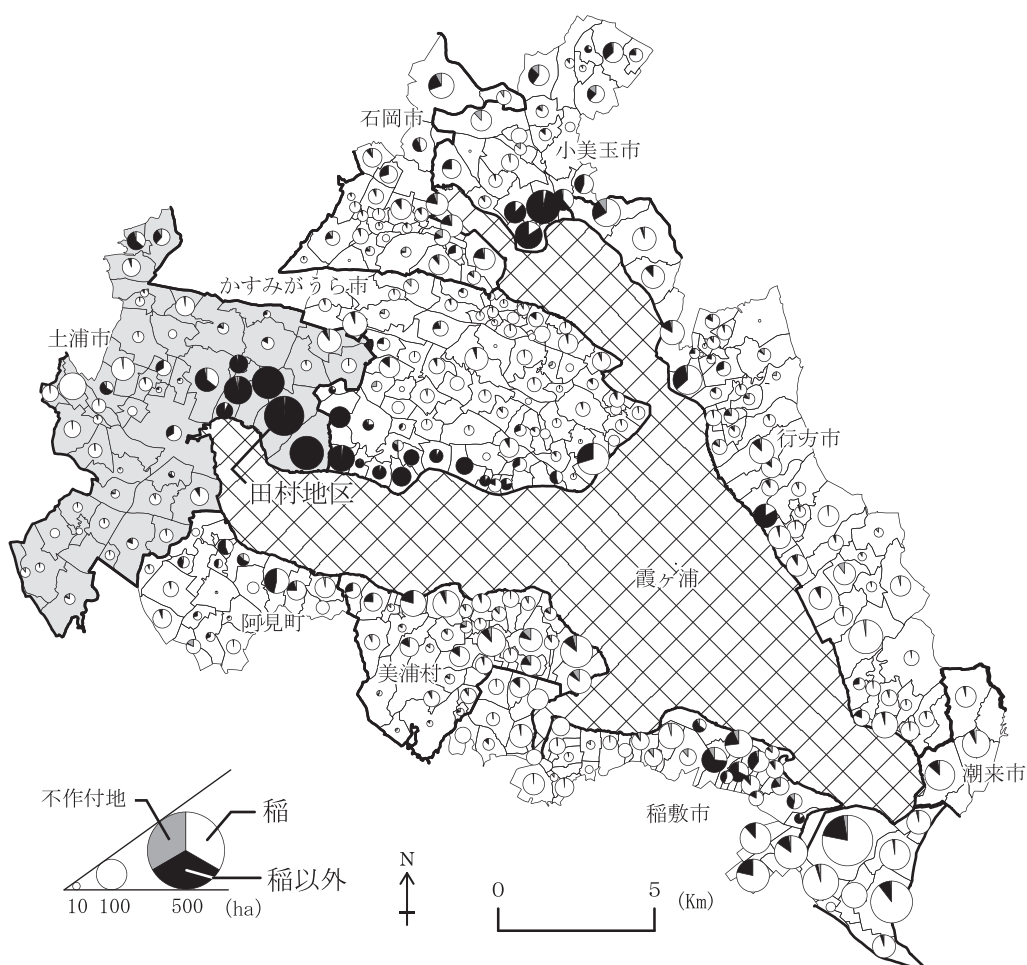 石岡市
小美玉市
かすみがうら市
土浦市
行方市
田村地区
霞ヶ浦
阿見町
美浦村
潮来市
稲敷市
不作付地
稲
稲以外
10 100 500 (ha)
N
0 5 (Km)